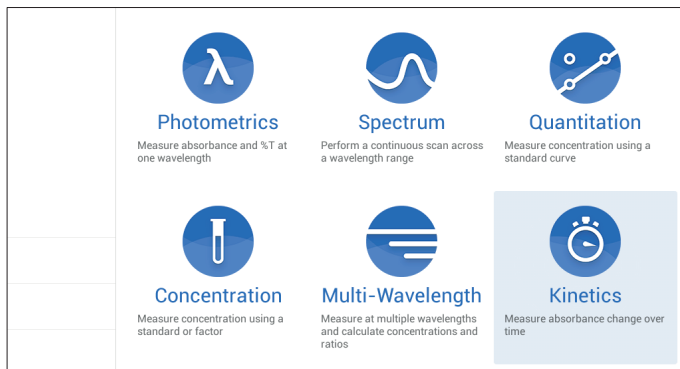 λ
Photometrics
Measure absorbance and %T at
one wavelength
Spectrum
Perform a continuous scan across
a wavelength range
Quantitation
Measure concentration using a
standard curve
Concentration
Measure concentration using a
standard or factor
Multi-Wavelength
Measure at multiple wavelengths
and calculate concentrations and
ratios
Kinetics
Measure absorbance change over
time